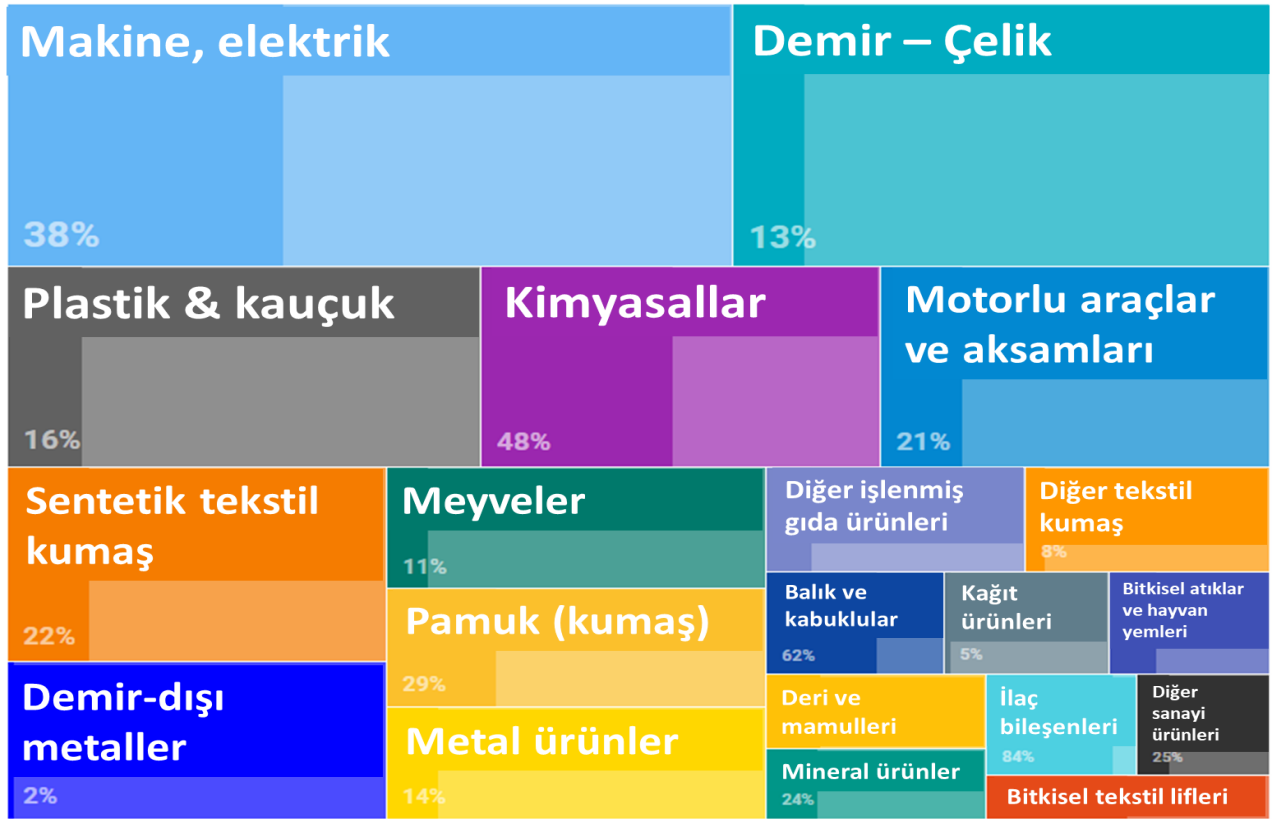 Makine, elektrik
38%
Demir – Çelik
13%
Plastik & kauçuk
16%
Kimyasallar
48%
Motorlu araçlar
ve aksamları
21%
Sentetik tekstil
kumaş
22%
Meyveler
11%
Diğer işlenmiş
gıda ürünleri
Diğer tekstil
kumaş
8%
Balık ve
kabuklular
62%
Kağıt
ürünleri
5%
Bitkisel atıklar
ve hayvan
yemleri
Pamuk (kumaş)
29%
Demir-dışı
metaller
2%
Metal ürünler
14%
Deri ve
mamulleri
İlaç
bileşenleri
84%
Diğer
sanayi
ürünleri
25%
Mineral ürünler
24%
Bitkisel tekstil lifleri